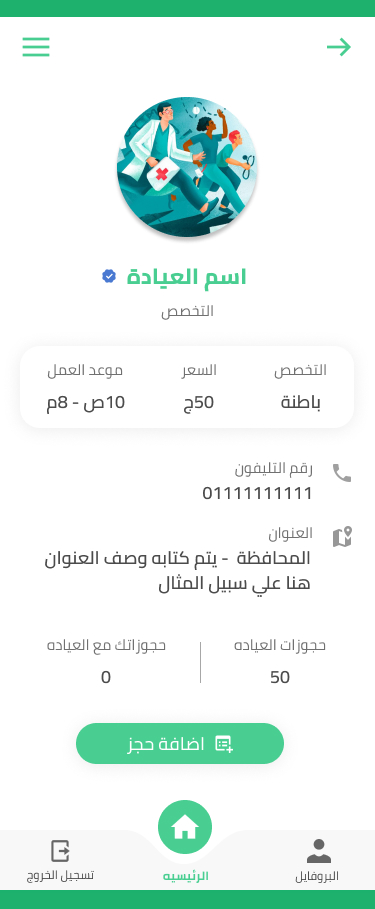 اسم العيادة
التخصص
التخصص
السعر
موعد العمل
باطنة
50ج
10ص - 8م
رقم التليفون
01111111111
العنوان
المحافظة - يتم كتابه وصف العنوان
هنا علي سبيل المثال
حجوزات العياده
حجوزاتك مع العياده
50
0
اضافة حجز
البروفايل
الرئيسيه
تسجيل الخروج